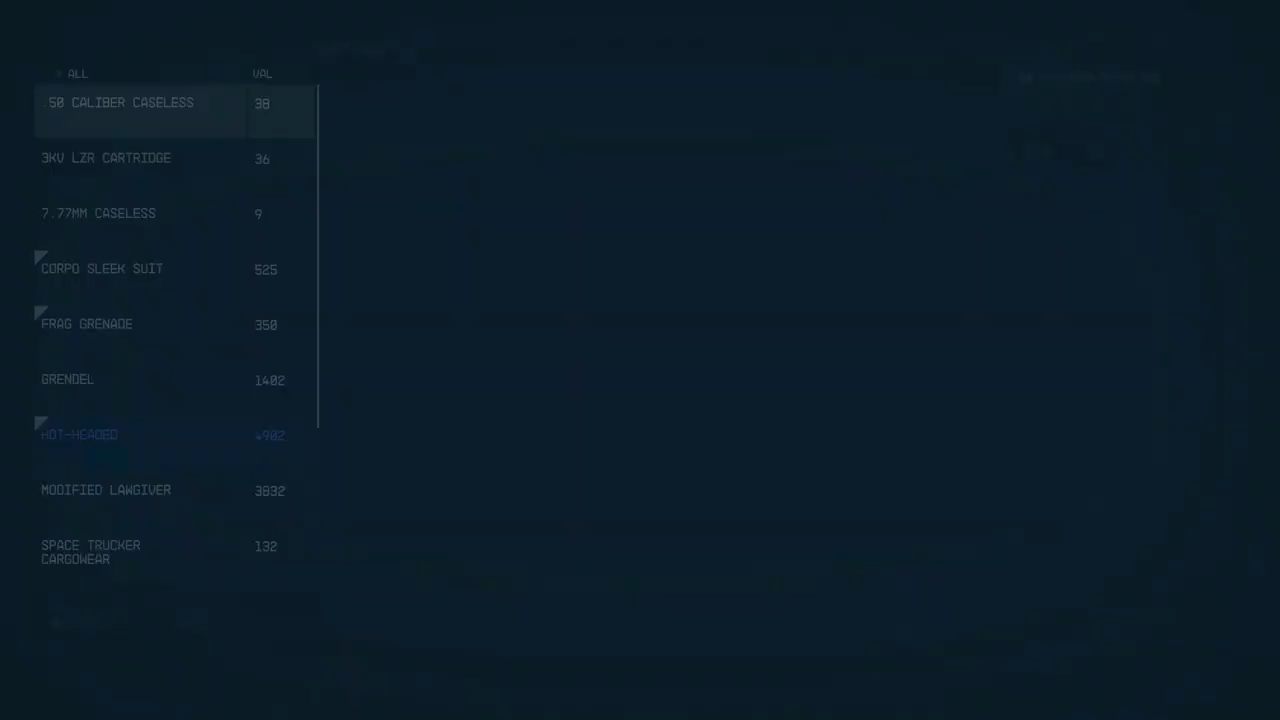 ALL VAL
.50 CALIBER CASELESS 38
3KV LZR CARTRIDGE 36
7.77MM CASELESS 9
CORPO SLEEK SUIT 525
FRAG GRENADE 350
GRENDEL 1402
HOT-HEADED 4902
MODIFIED LAWGIVER 3832
SPACE TRUCKER 132
CARGOWEAR